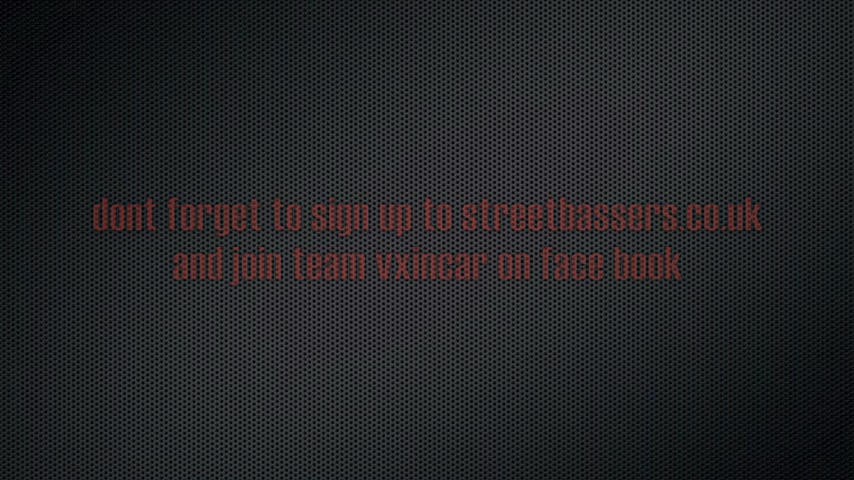 dont forget to sign up to streetbassers.co.uk
and join team vxincar on face book